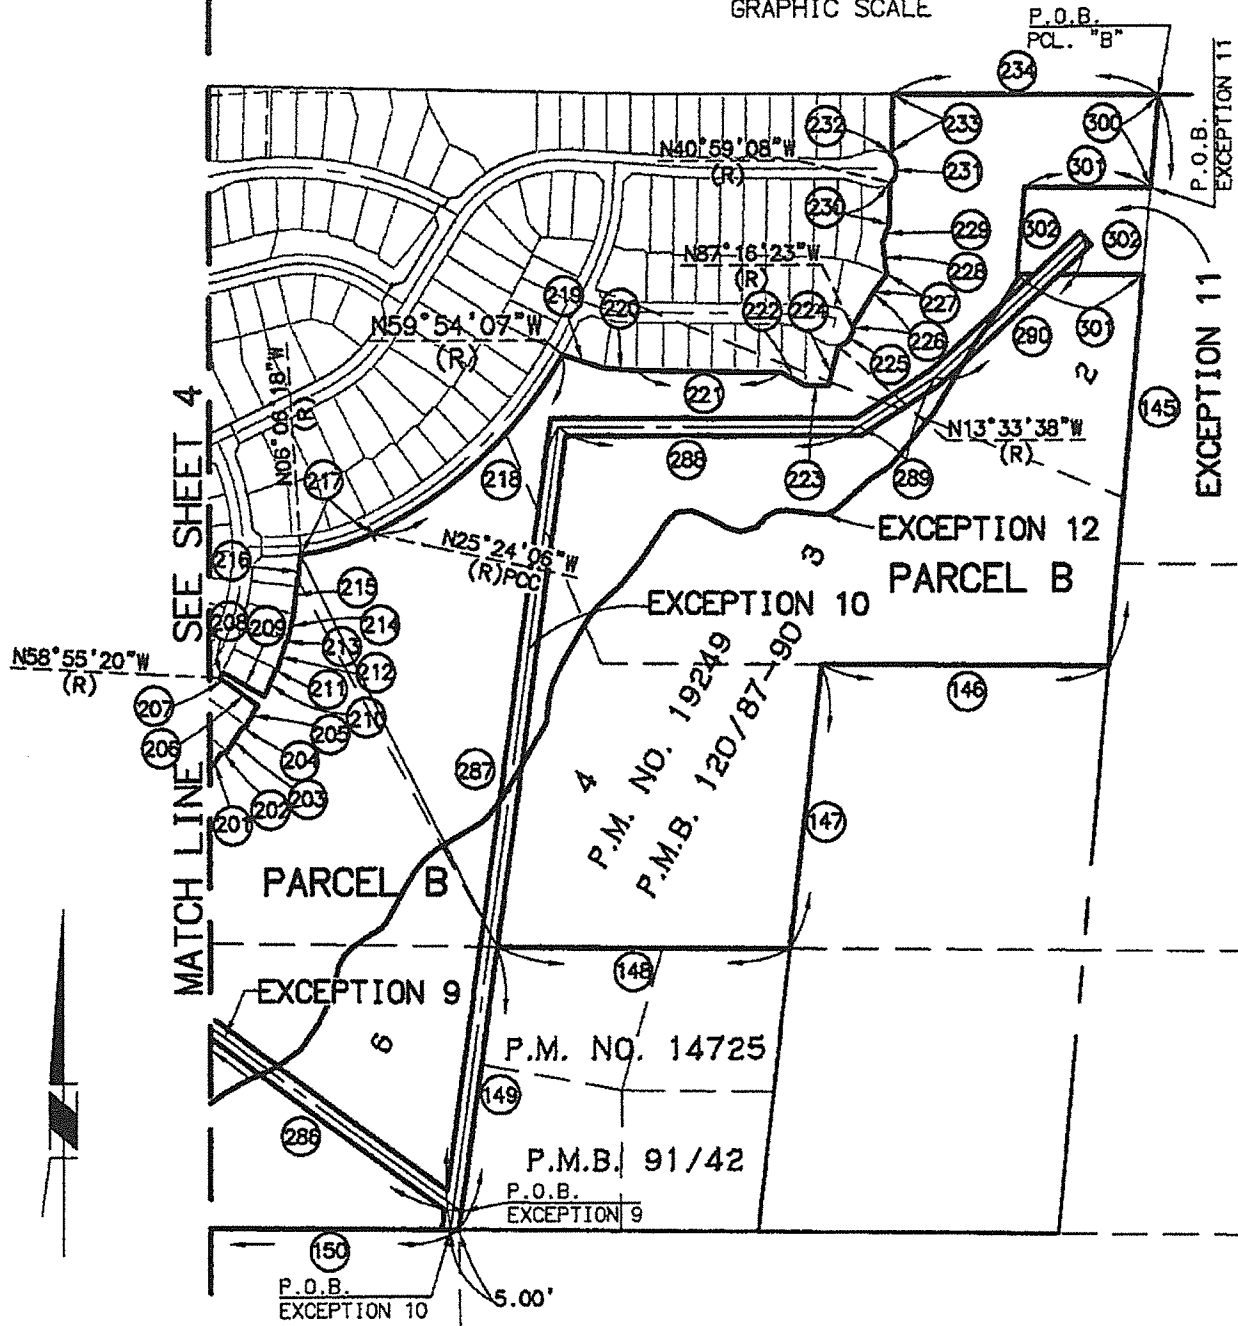 GRAPHIC SCALE
P.O.B.
PCL. "B"
234
P.O.B.
EXCEPTION 11
232
233
300
N40°59'08"W
(R)
231
301
230
302
302
229
N87°16'23"W
(R)
228
219
220
222
224
227
N59°54'07"W
(R)
226
290
301
225
2
EXCEPTION 11
N06°06'18"W
(R)
221
145
MATCH LINE SEE SHEET 4
N13°33'38"W
(R)
217
218
288
223
289
EXCEPTION 12
N25°24'06"W
(R)PCC
3
PARCEL B
216
215
EXCEPTION 10
208
209
214
213
N58°55'20"W
(R)
212
211
146
207
210
205
206
204
4
P.M. NO. 19249
P.M.B. 120/87-90
287
203
202
201
147
PARCEL B
148
EXCEPTION 9
6
P.M. NO. 14725
149
286
P.M.B. 91/42
P.O.B.
EXCEPTION 9
150
P.O.B.
EXCEPTION 10
5.00'